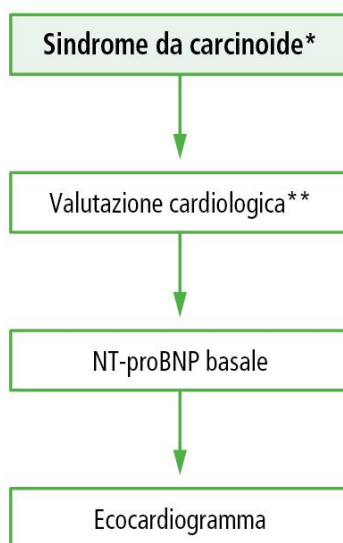 Sindrome da carcinoide*
Valutazione cardiologica**
NT-proBNP basale
Ecocardiogramma